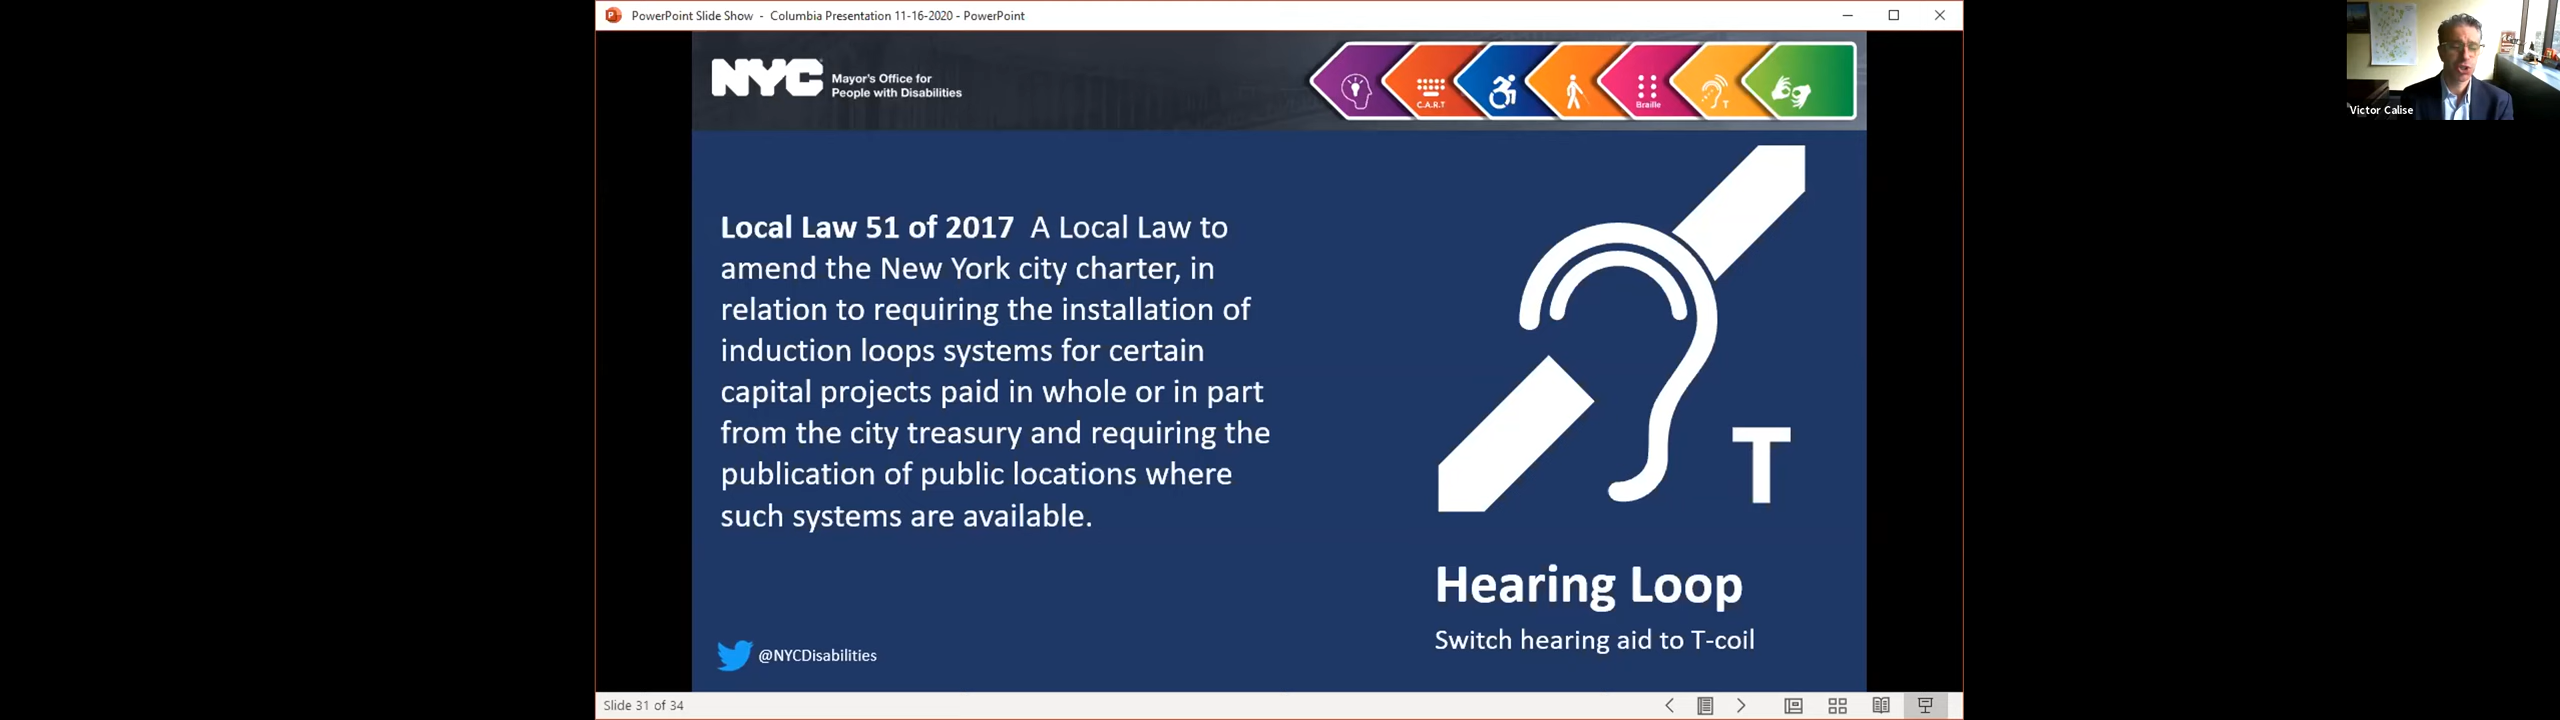 PowerPoint Slide Show - Columbia Presentation 11-16-2020 - PowerPoint
NYC
Mayor's Office for
People with Disabilities
C.A.R.T
Braille
T
Victor Calise
Local Law 51 of 2017 A Local Law to
amend the New York city charter, in
relation to requiring the installation of
induction loops systems for certain
capital projects paid in whole or in part
from the city treasury and requiring the
publication of public locations where
such systems are available.
T
Hearing Loop
Switch hearing aid to T-coil
@NYCDisabilities
Slide 31 of 34